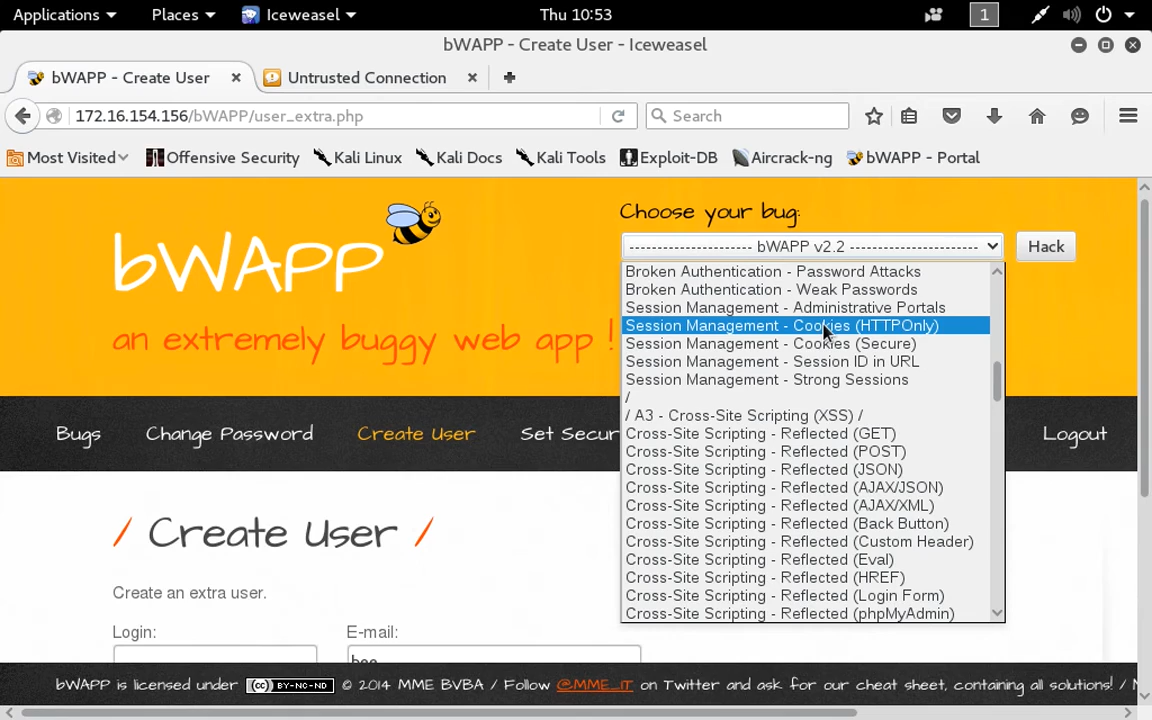 Applications Places Iceweasel Thu 10:53 1
bWAPP - Create User - Iceweasel
bWAPP - Create User Untrusted Connection
172.16.154.156/bWAPP/user_extra.php Search
Most Visited Offensive Security Kali Linux Kali Docs Kali Tools Exploit-DB Aircrack-ng bWAPP - Portal
Choose your bug:
--------------------- bWAPP v2.2 ----------------------- Hack
bWAPP
an extremely buggy web app !
Broken Authentication - Password Attacks
Broken Authentication - Weak Passwords
Session Management - Administrative Portals
Session Management - Cookies (HTTPOnly)
Session Management - Cookies (Secure)
Session Management - Session ID in URL
Session Management - Strong Sessions
/
/ A3 - Cross-Site Scripting (XSS) /
Cross-Site Scripting - Reflected (GET)
Cross-Site Scripting - Reflected (POST)
Cross-Site Scripting - Reflected (JSON)
Cross-Site Scripting - Reflected (AJAX/JSON)
Cross-Site Scripting - Reflected (AJAX/XML)
Cross-Site Scripting - Reflected (Back Button)
Cross-Site Scripting - Reflected (Custom Header)
Cross-Site Scripting - Reflected (Eval)
Cross-Site Scripting - Reflected (HREF)
Cross-Site Scripting - Reflected (Login Form)
Cross-Site Scripting - Reflected (phpMyAdmin)
Bugs Change Password Create User Set Secur Logout
/ Create User /
Create an extra user.
Login: E-mail:
bee
bWAPP is licensed under cc BY-NC-ND © 2014 MME BVBA / Follow @MME_IT on Twitter and ask for our cheat sheet, containing all solutions! /